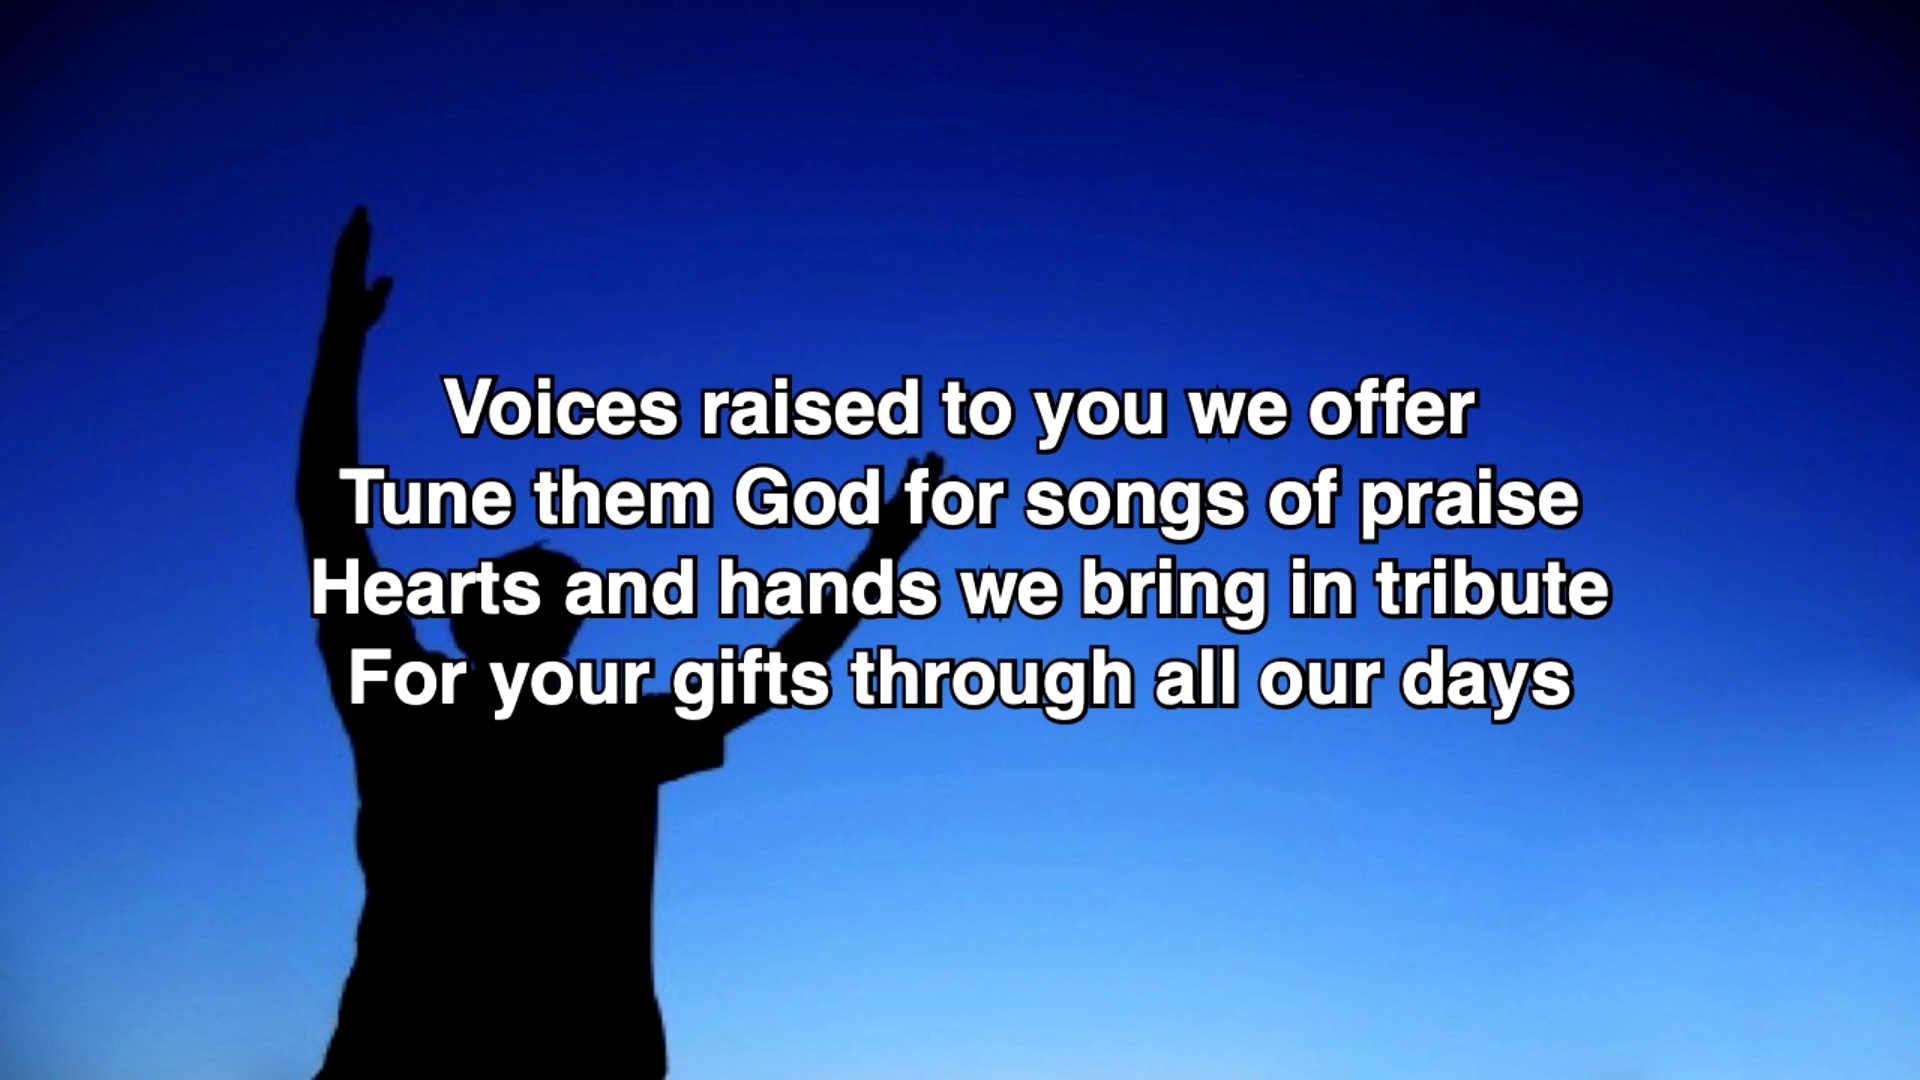 Voices raised to you we offer
Tune them God for songs of praise
Hearts and hands we bring in tribute
For your gifts through all our days